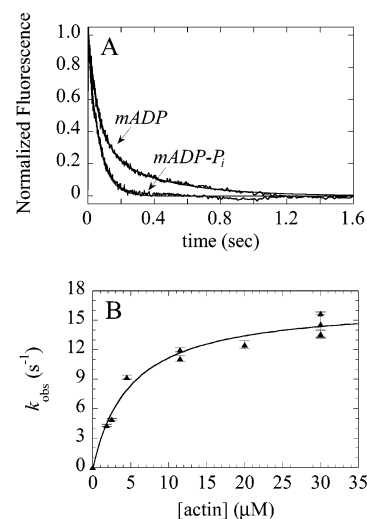 A
Normalized Fluorescence
1.0
0.8
0.6
0.4
0.2
0
mADP
mADP-Pi
0 0.4 0.8 1.2 1.6
time (sec)
B
kobs (s-1)
18
15
12
9
6
3
0
0 5 10 15 20 25 30 35
[actin] (μM)